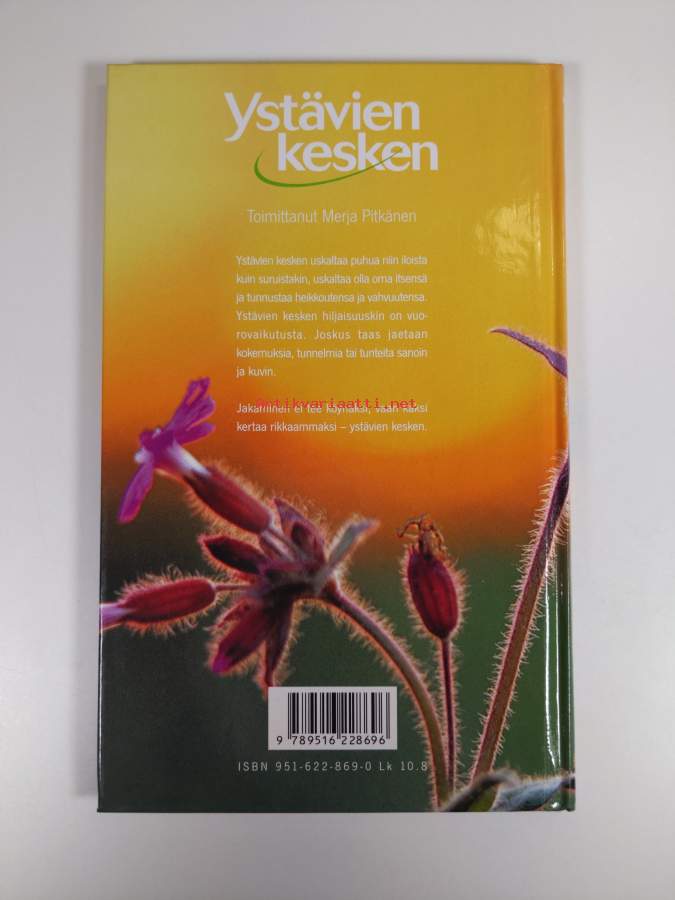 Ystävien
kesken
Toimittanut Merja Pitkänen
Ystävien kesken uskaltaa puhua niin iloista
kuin suruistakin, uskaltaa olla oma itsensä
ja tunnustaa heikkoutensa ja vahvuutensa.
Ystävien kesken hiljaisuuskin on vuo-
rovaikutusta. Joskus taas jaetaan
kokemuksia, tunnelmia tai tunteita sanoin
ja kuvin.
Antikvariaatti.net
Jakaminen ei tee köyhäksi, vaan kaksi
kertaa rikkaammaksi – ystävien kesken.
9 789516 228696
ISBN 951-622-869-0 Lk 10.8